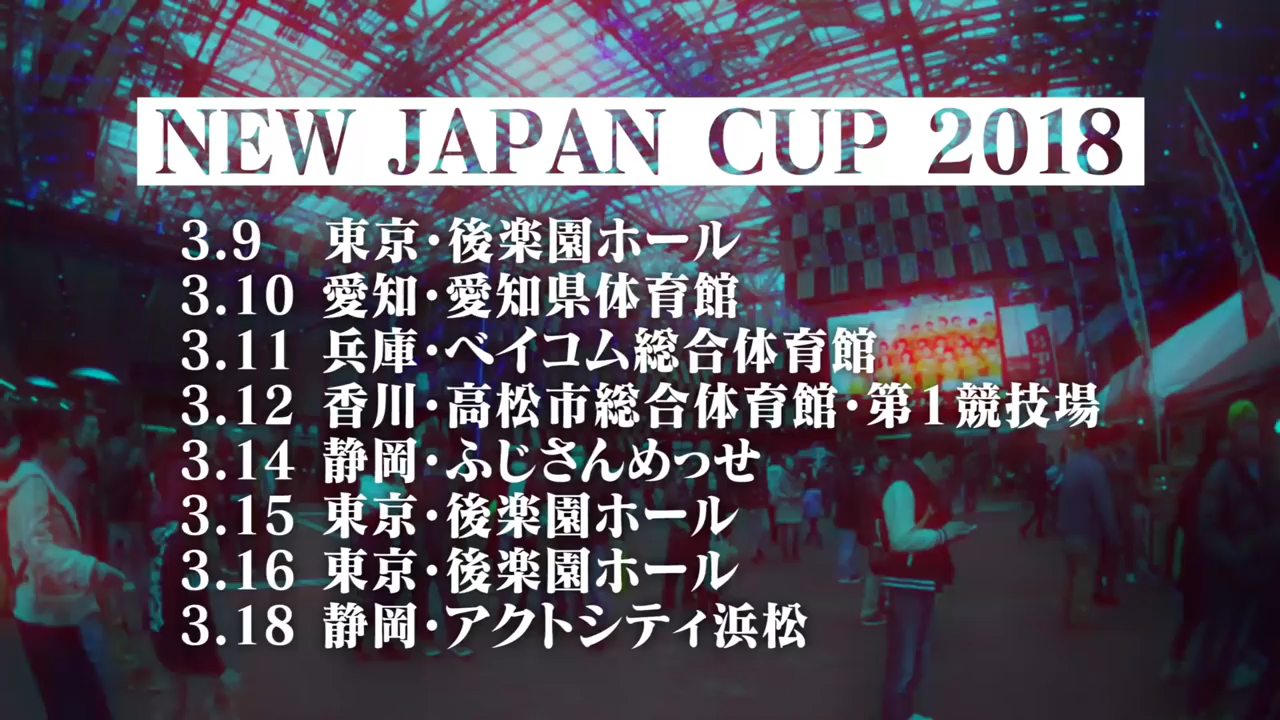 NEW JAPAN CUP 2018
3.9 東京・後楽園ホール
3.10 愛知・愛知県体育館
3.11 兵庫・ベイコム総合体育館
3.12 香川・高松市総合体育館・第1競技場
3.14 静岡・ふじさんめっせ
3.15 東京・後楽園ホール
3.16 東京・後楽園ホール
3.18 静岡・アクトシティ浜松